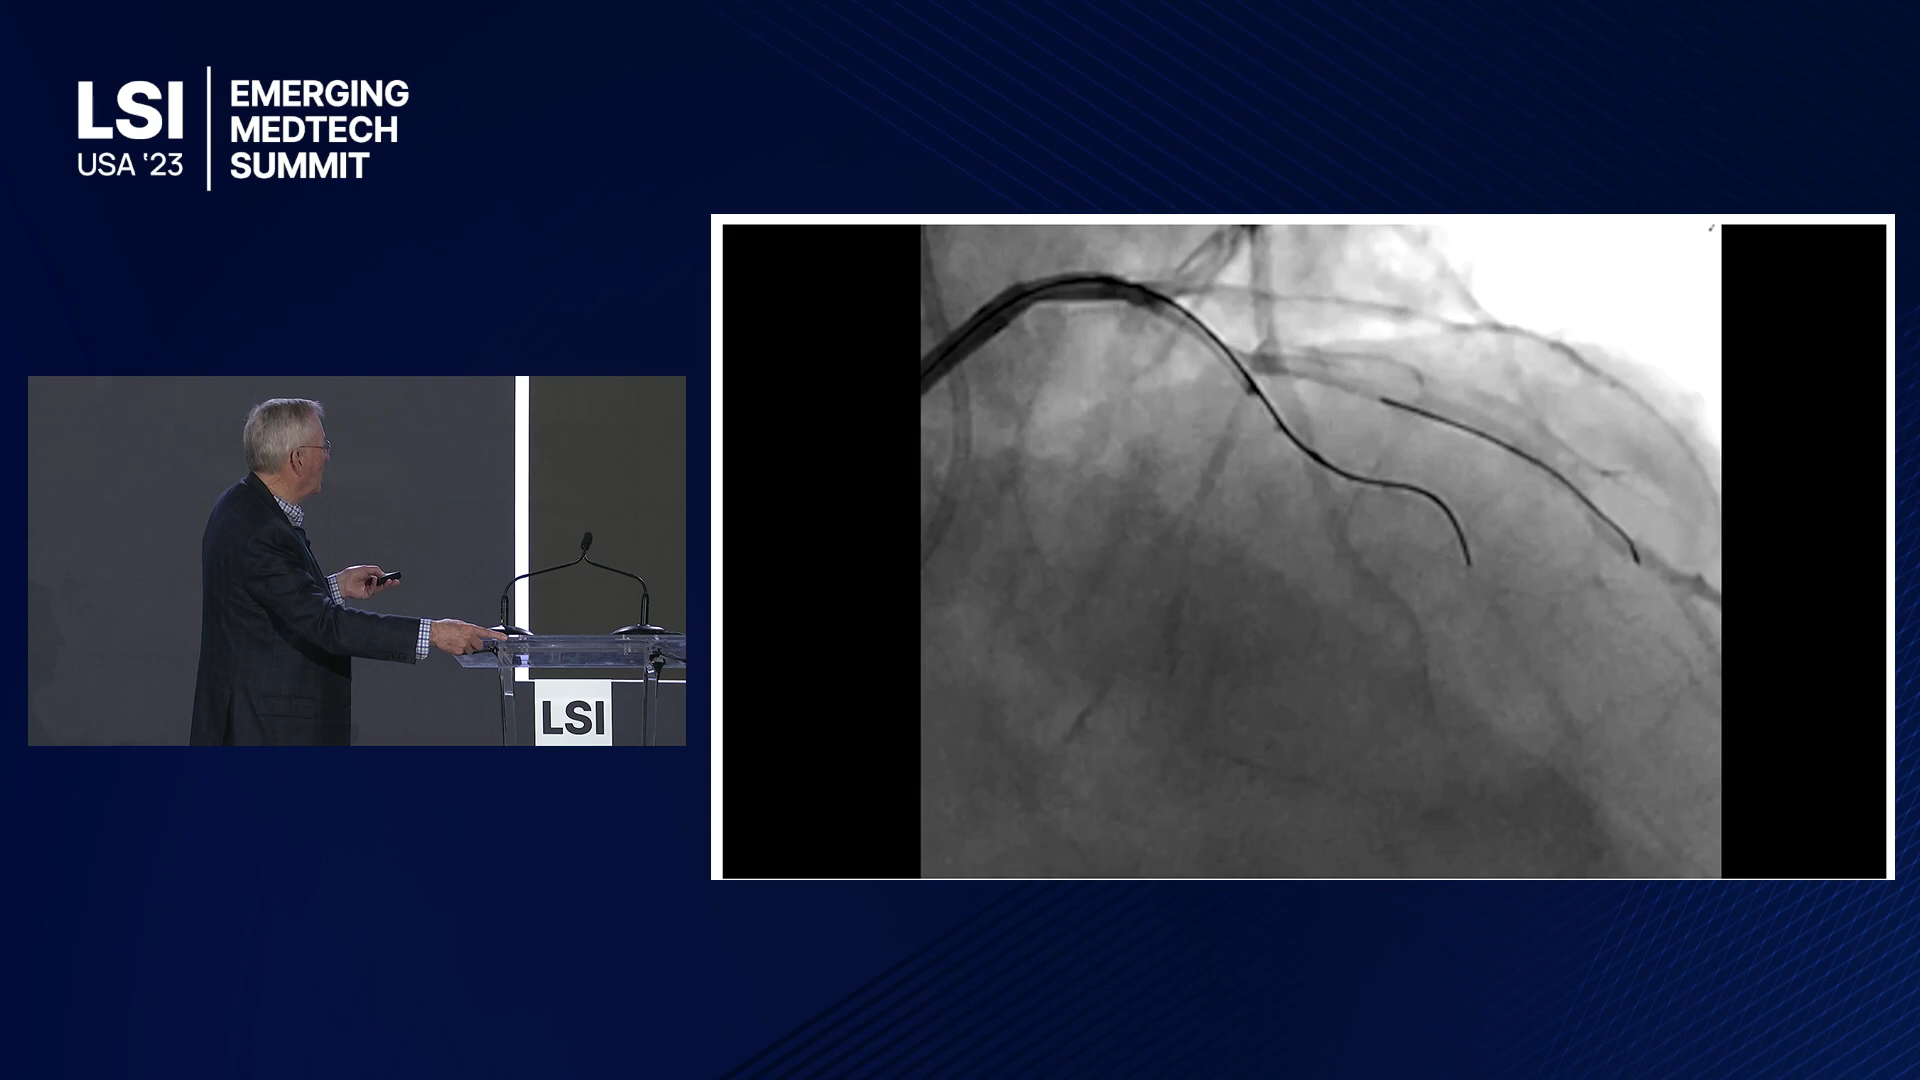 LSI
USA '23
EMERGING
MEDTECH
SUMMIT
LSI